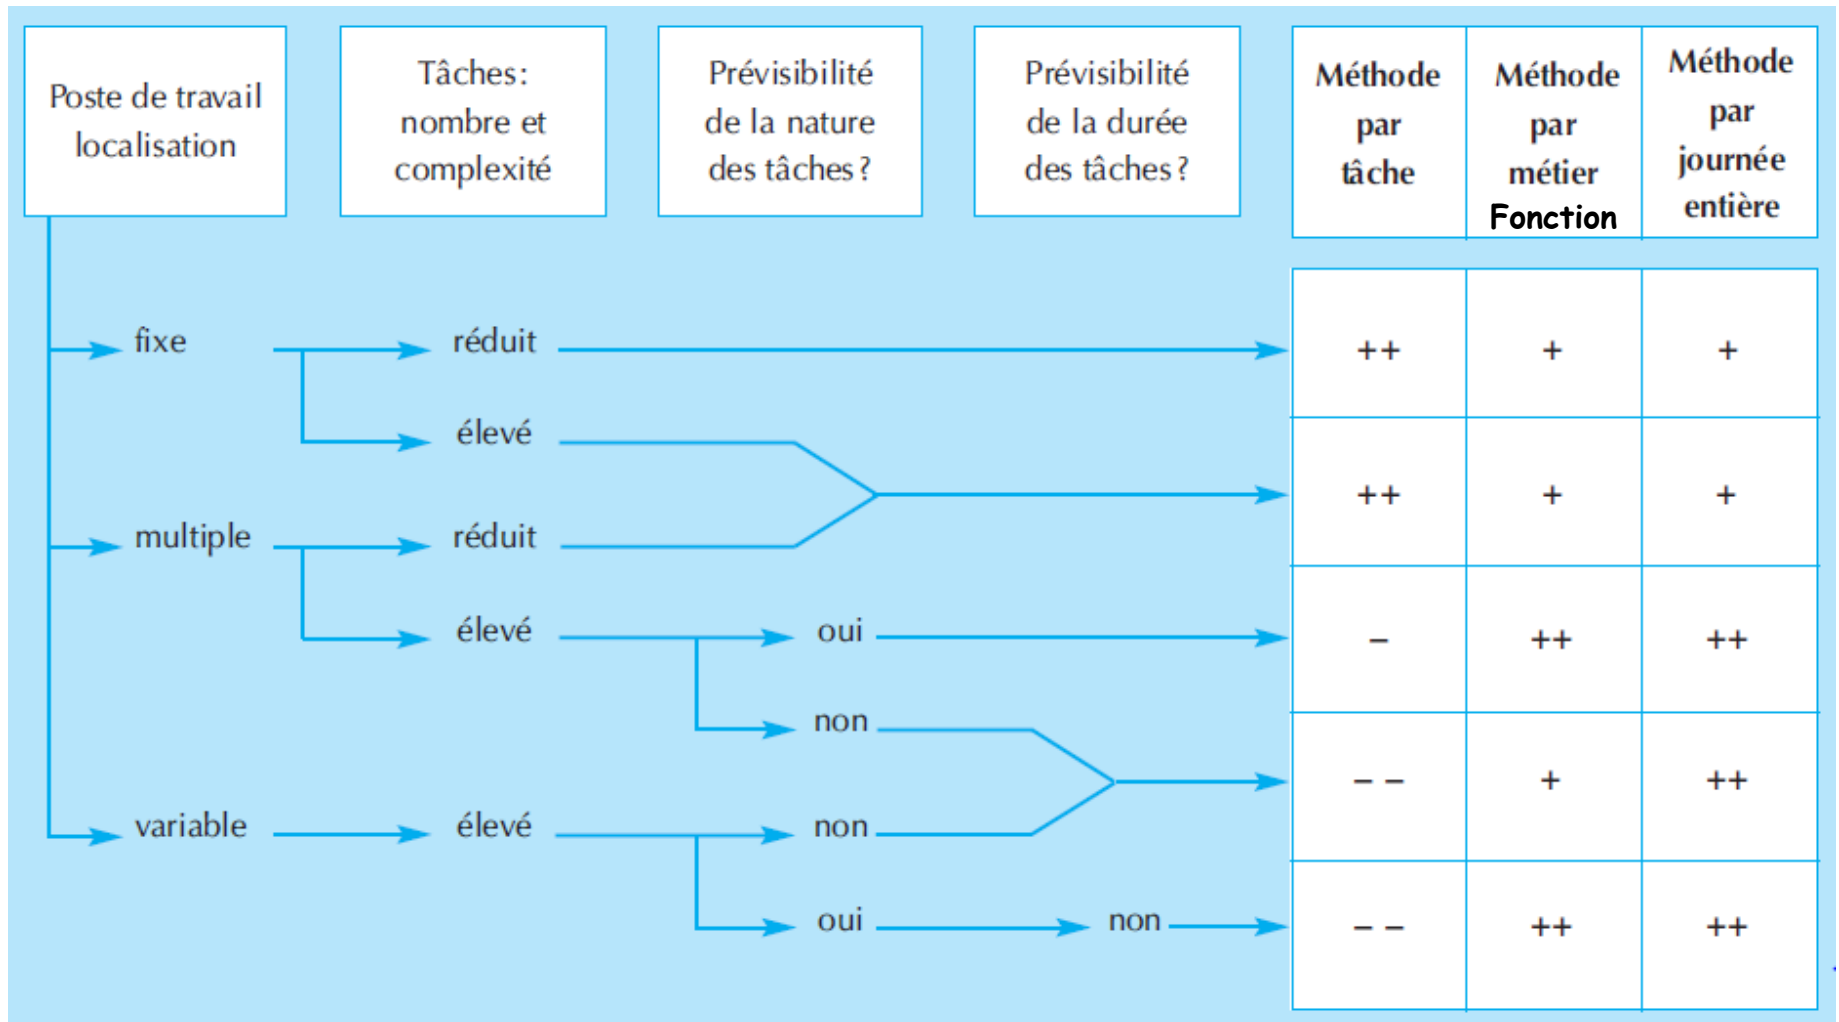 Poste de travail
localisation
Tâches:
nombre et
complexité
Prévisibilité
de la nature
des tâches ?
Prévisibilité
de la durée
des tâches ?
Méthode
par
tâche
Méthode
par
métier
Fonction
Méthode
par
journée
entière
fixe
réduit
++
+
+
élevé
++
+
+
multiple
réduit
élevé
oui
–
++
++
non
– –
+
++
variable
élevé
non
oui
non
– –
++
++